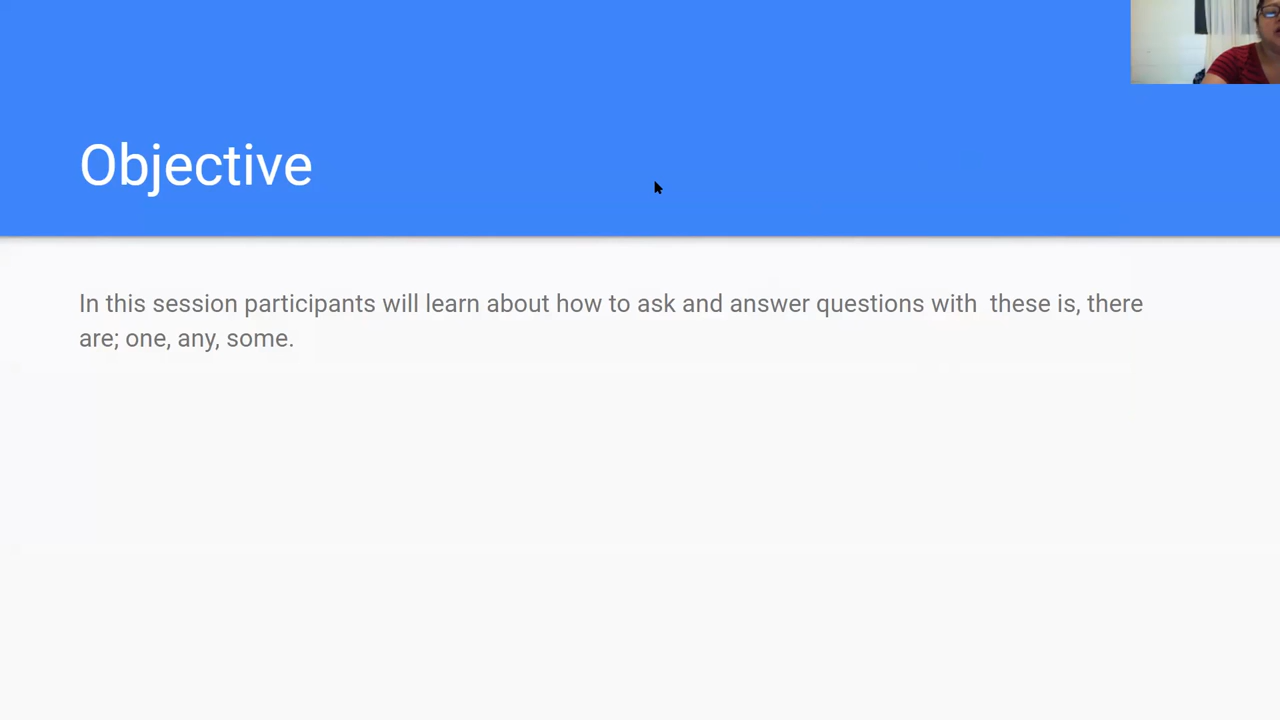 Objective
In this session participants will learn about how to ask and answer questions with  these is, there
are; one, any, some.